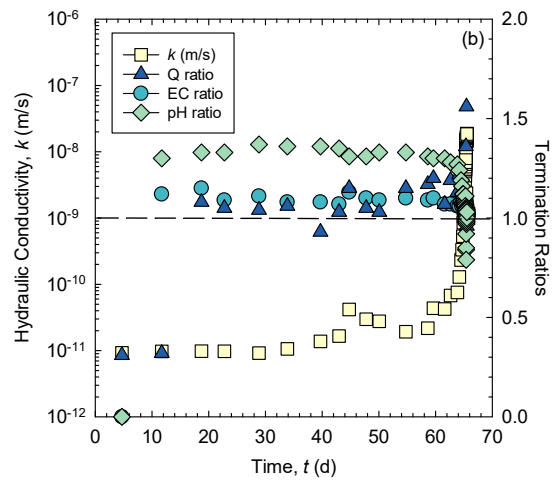 (b)
k (m/s)
Q ratio
EC ratio
pH ratio
Hydraulic Conductivity, k (m/s)
10⁻⁶
10⁻⁷
10⁻⁸
10⁻⁹
10⁻¹⁰
10⁻¹¹
10⁻¹²
Termination Ratios
2.0
1.5
1.0
0.5
0.0
0 10 20 30 40 50 60 70
Time, t (d)